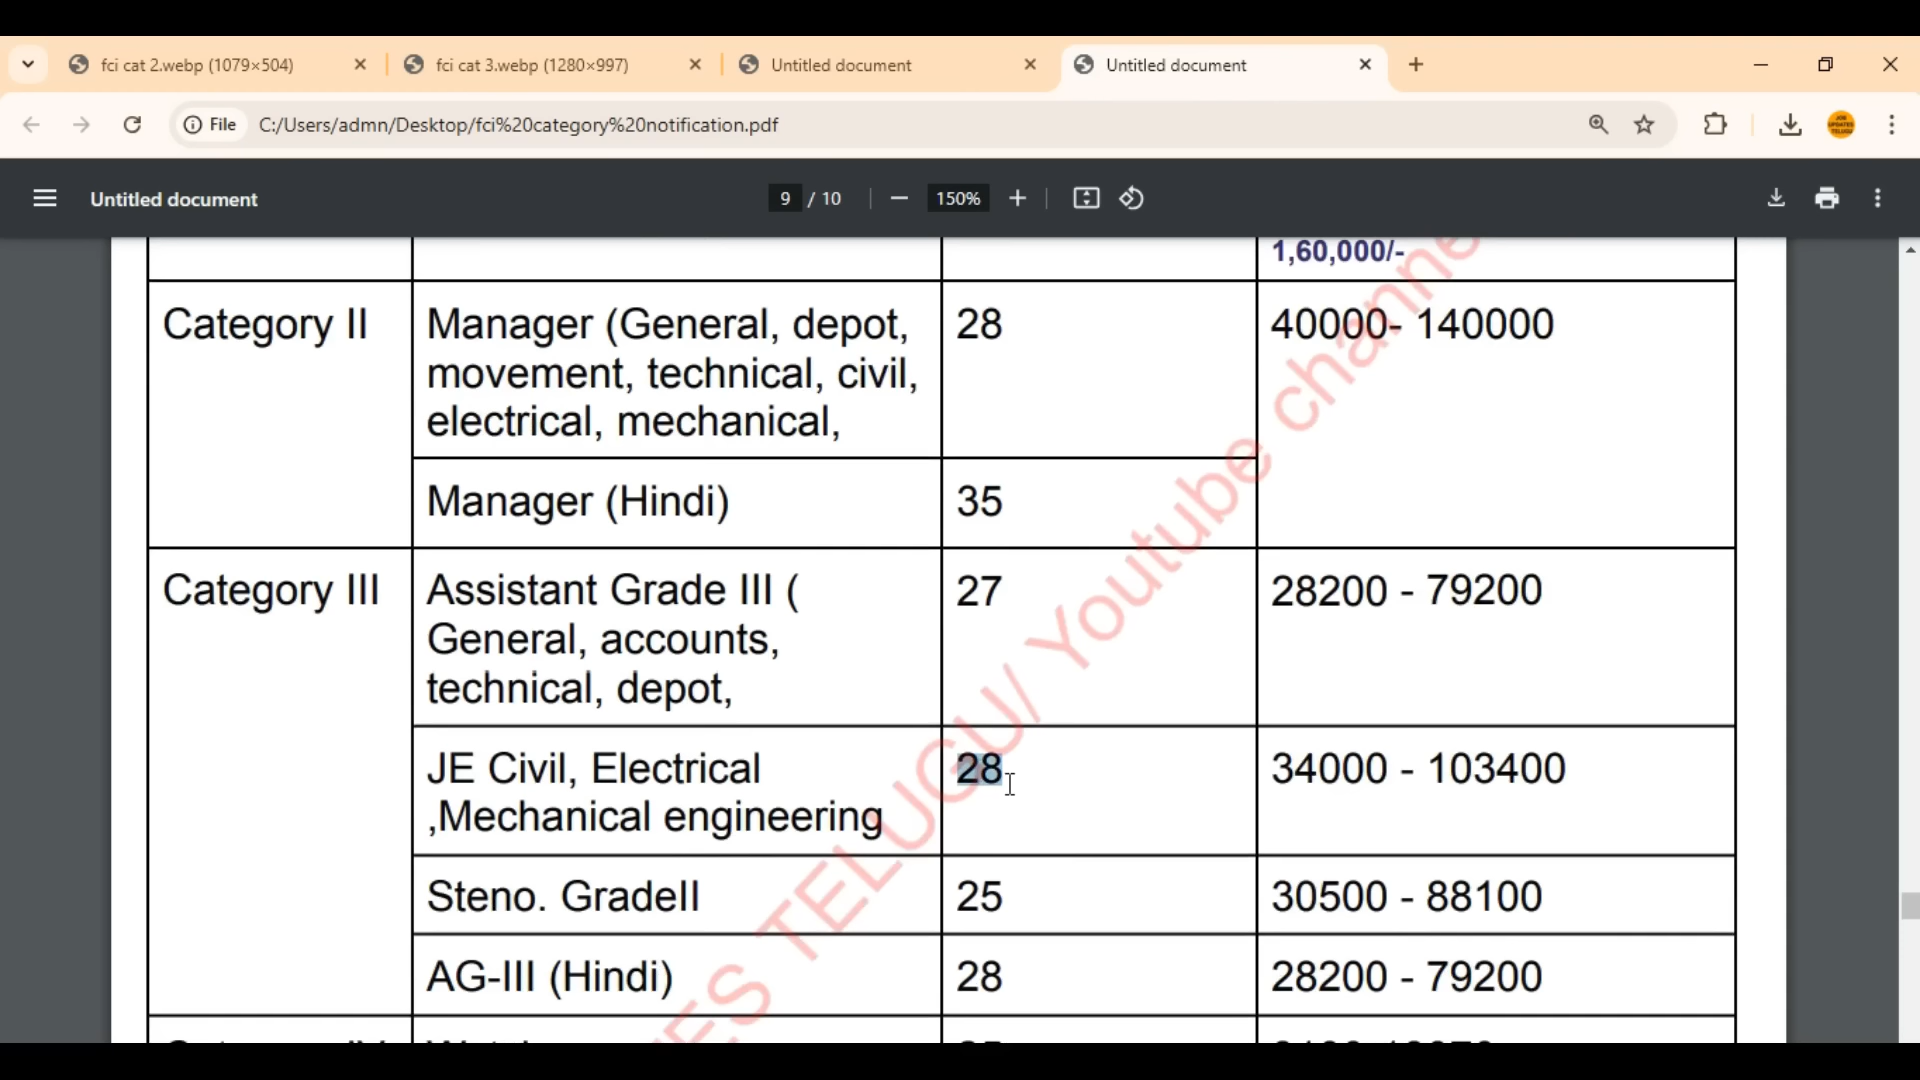 fci cat 2.webp (1079×504)
fci cat 3.webp (1280×997)
Untitled document
Untitled document
File
C:/Users/admn/Desktop/fci%20category%20notification.pdf
Untitled document
9 / 10
150%
1,60,000/-
Category II
Manager (General, depot,
movement, technical, civil,
electrical, mechanical,
28
40000- 140000
Manager (Hindi)
35
Category III
Assistant Grade III (
General, accounts,
technical, depot,
27
28200 - 79200
JE Civil, Electrical
,Mechanical engineering
28
34000 - 103400
Steno. GradeII
25
30500 - 88100
AG-III (Hindi)
28
28200 - 79200
ES TELUGU/ Youtube channe